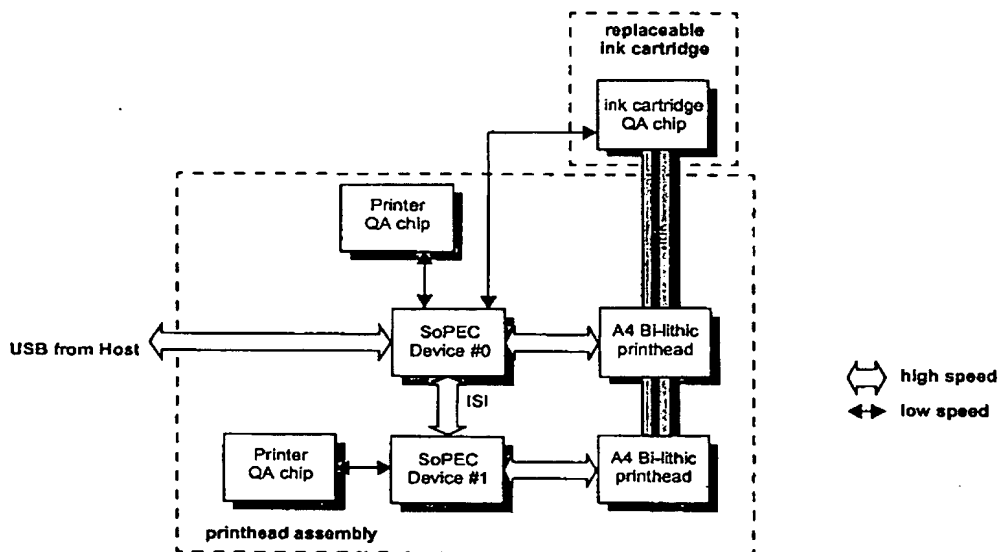 replaceable
ink cartridge
ink cartridge
QA chip
Printer
QA chip
SoPEC
Device #0
A4 Bi-lithic
printhead
USB from Host
high speed
low speed
ISI
Printer
QA chip
SoPEC
Device #1
A4 Bi-lithic
printhead
printhead assembly